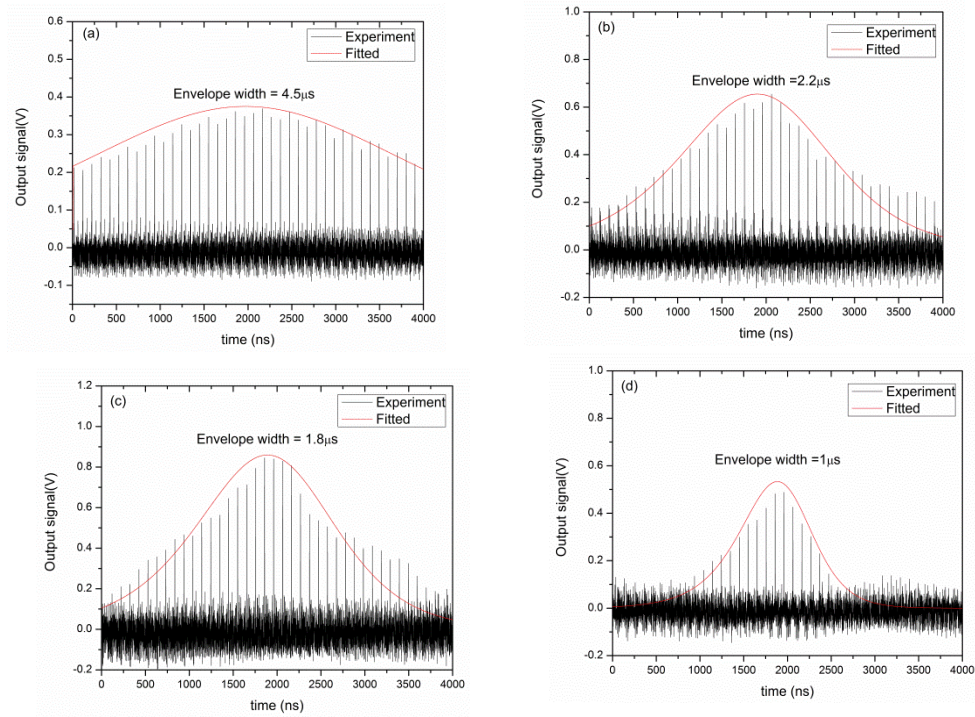 (a)
Experiment
Fitted
Envelope width = 4.5μs
Output signal(V)
0.6
0.5
0.4
0.3
0.2
0.1
0.0
-0.1
0 500 1000 1500 2000 2500 3000 3500 4000
time (ns)
(b)
Experiment
Fitted
Envelope width =2.2μs
Output signal(V)
1.0
0.8
0.6
0.4
0.2
0.0
-0.2
0 500 1000 1500 2000 2500 3000 3500 4000
time (ns)
(c)
Experiment
Fitted
Envelope width = 1.8μs
Output signal(V)
1.2
1.0
0.8
0.6
0.4
0.2
0.0
-0.2
0 500 1000 1500 2000 2500 3000 3500 4000
time (ns)
(d)
Experiment
Fitted
Envelope width =1μs
Output signal(V)
1.0
0.8
0.6
0.4
0.2
0.0
-0.2
0 500 1000 1500 2000 2500 3000 3500 4000
time (ns)